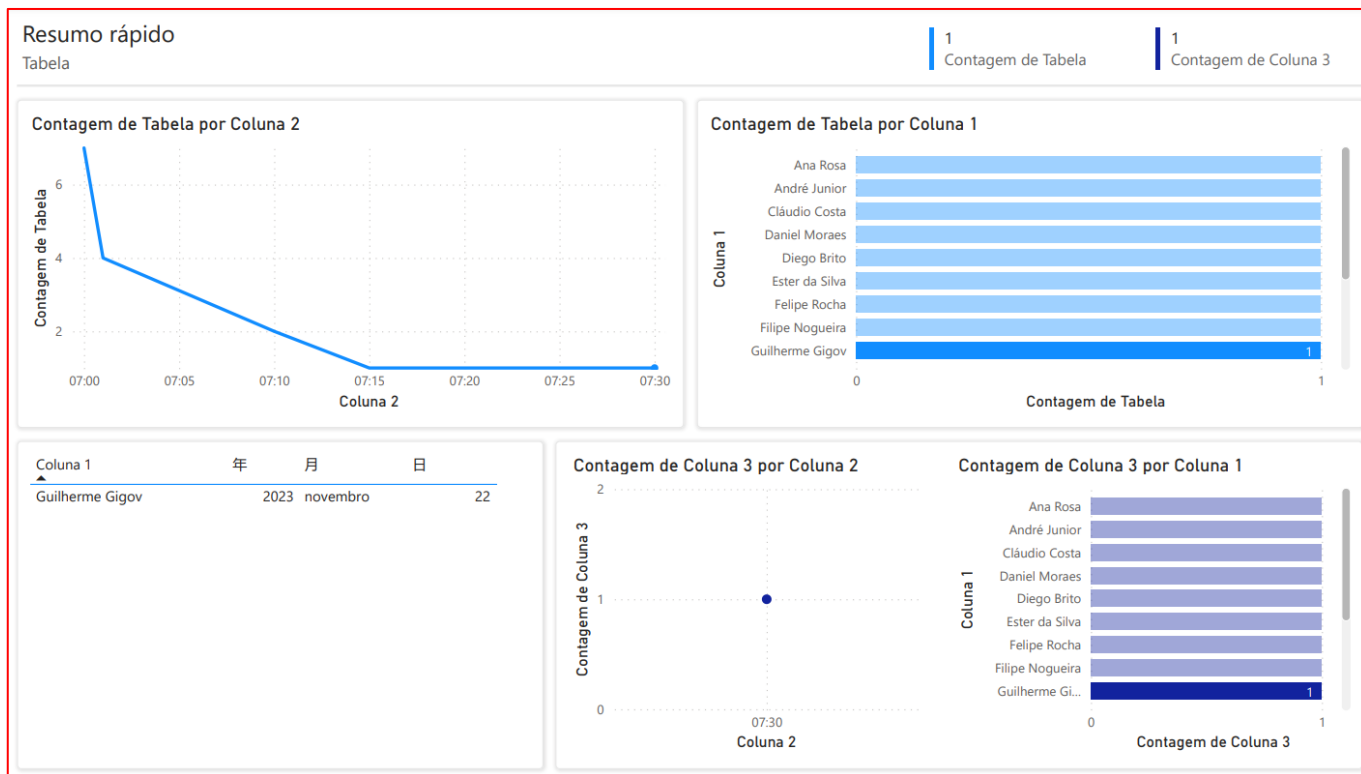 Resumo rápido
Tabela
1
Contagem de Tabela
1
Contagem de Coluna 3
Contagem de Tabela por Coluna 2
Contagem de Tabela
6
4
2
07:00 07:05 07:10 07:15 07:20 07:25 07:30
Coluna 2
Contagem de Tabela por Coluna 1
Coluna 1
Ana Rosa
André Junior
Cláudio Costa
Daniel Moraes
Diego Brito
Ester da Silva
Felipe Rocha
Filipe Nogueira
Guilherme Gigov 1
0 1
Contagem de Tabela
Coluna 1 年 月 日
Guilherme Gigov 2023 novembro 22
Contagem de Coluna 3 por Coluna 2
Contagem de Coluna 3
2
1
0
07:30
Coluna 2
Contagem de Coluna 3 por Coluna 1
Coluna 1
Ana Rosa
André Junior
Cláudio Costa
Daniel Moraes
Diego Brito
Ester da Silva
Felipe Rocha
Filipe Nogueira
Guilherme Gi... 1
0 1
Contagem de Coluna 3